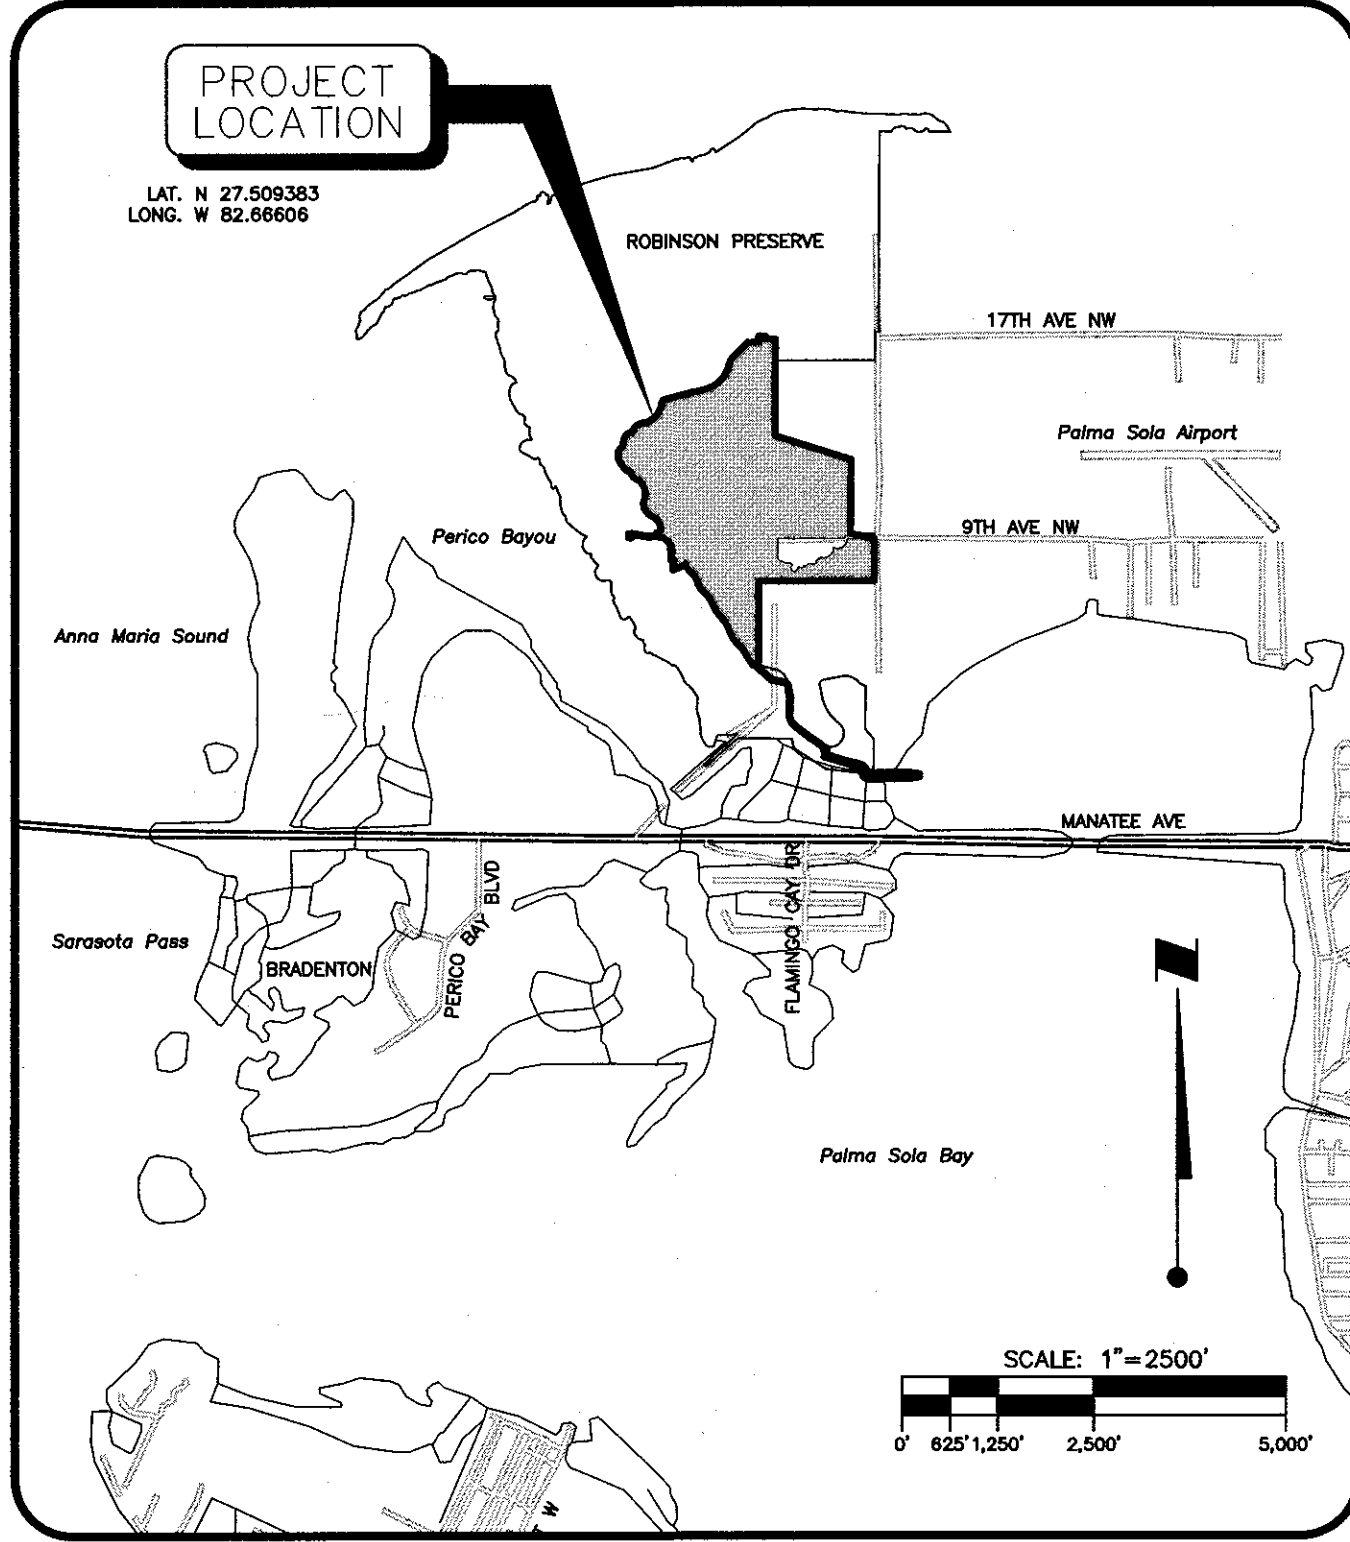 PROJECT
LOCATION
LAT. N 27.509383
LONG. W 82.66606
ROBINSON PRESERVE
17TH AVE NW
Palma Sola Airport
9TH AVE NW
Perico Bayou
Anna Maria Sound
MANATEE AVE
PERICO BAY BLVD
FLAMINGO CAY DR
Sarasota Pass
BRADENTON
Palma Sola Bay
SCALE: 1"=2500'
0' 625' 1,250' 2,500' 5,000'